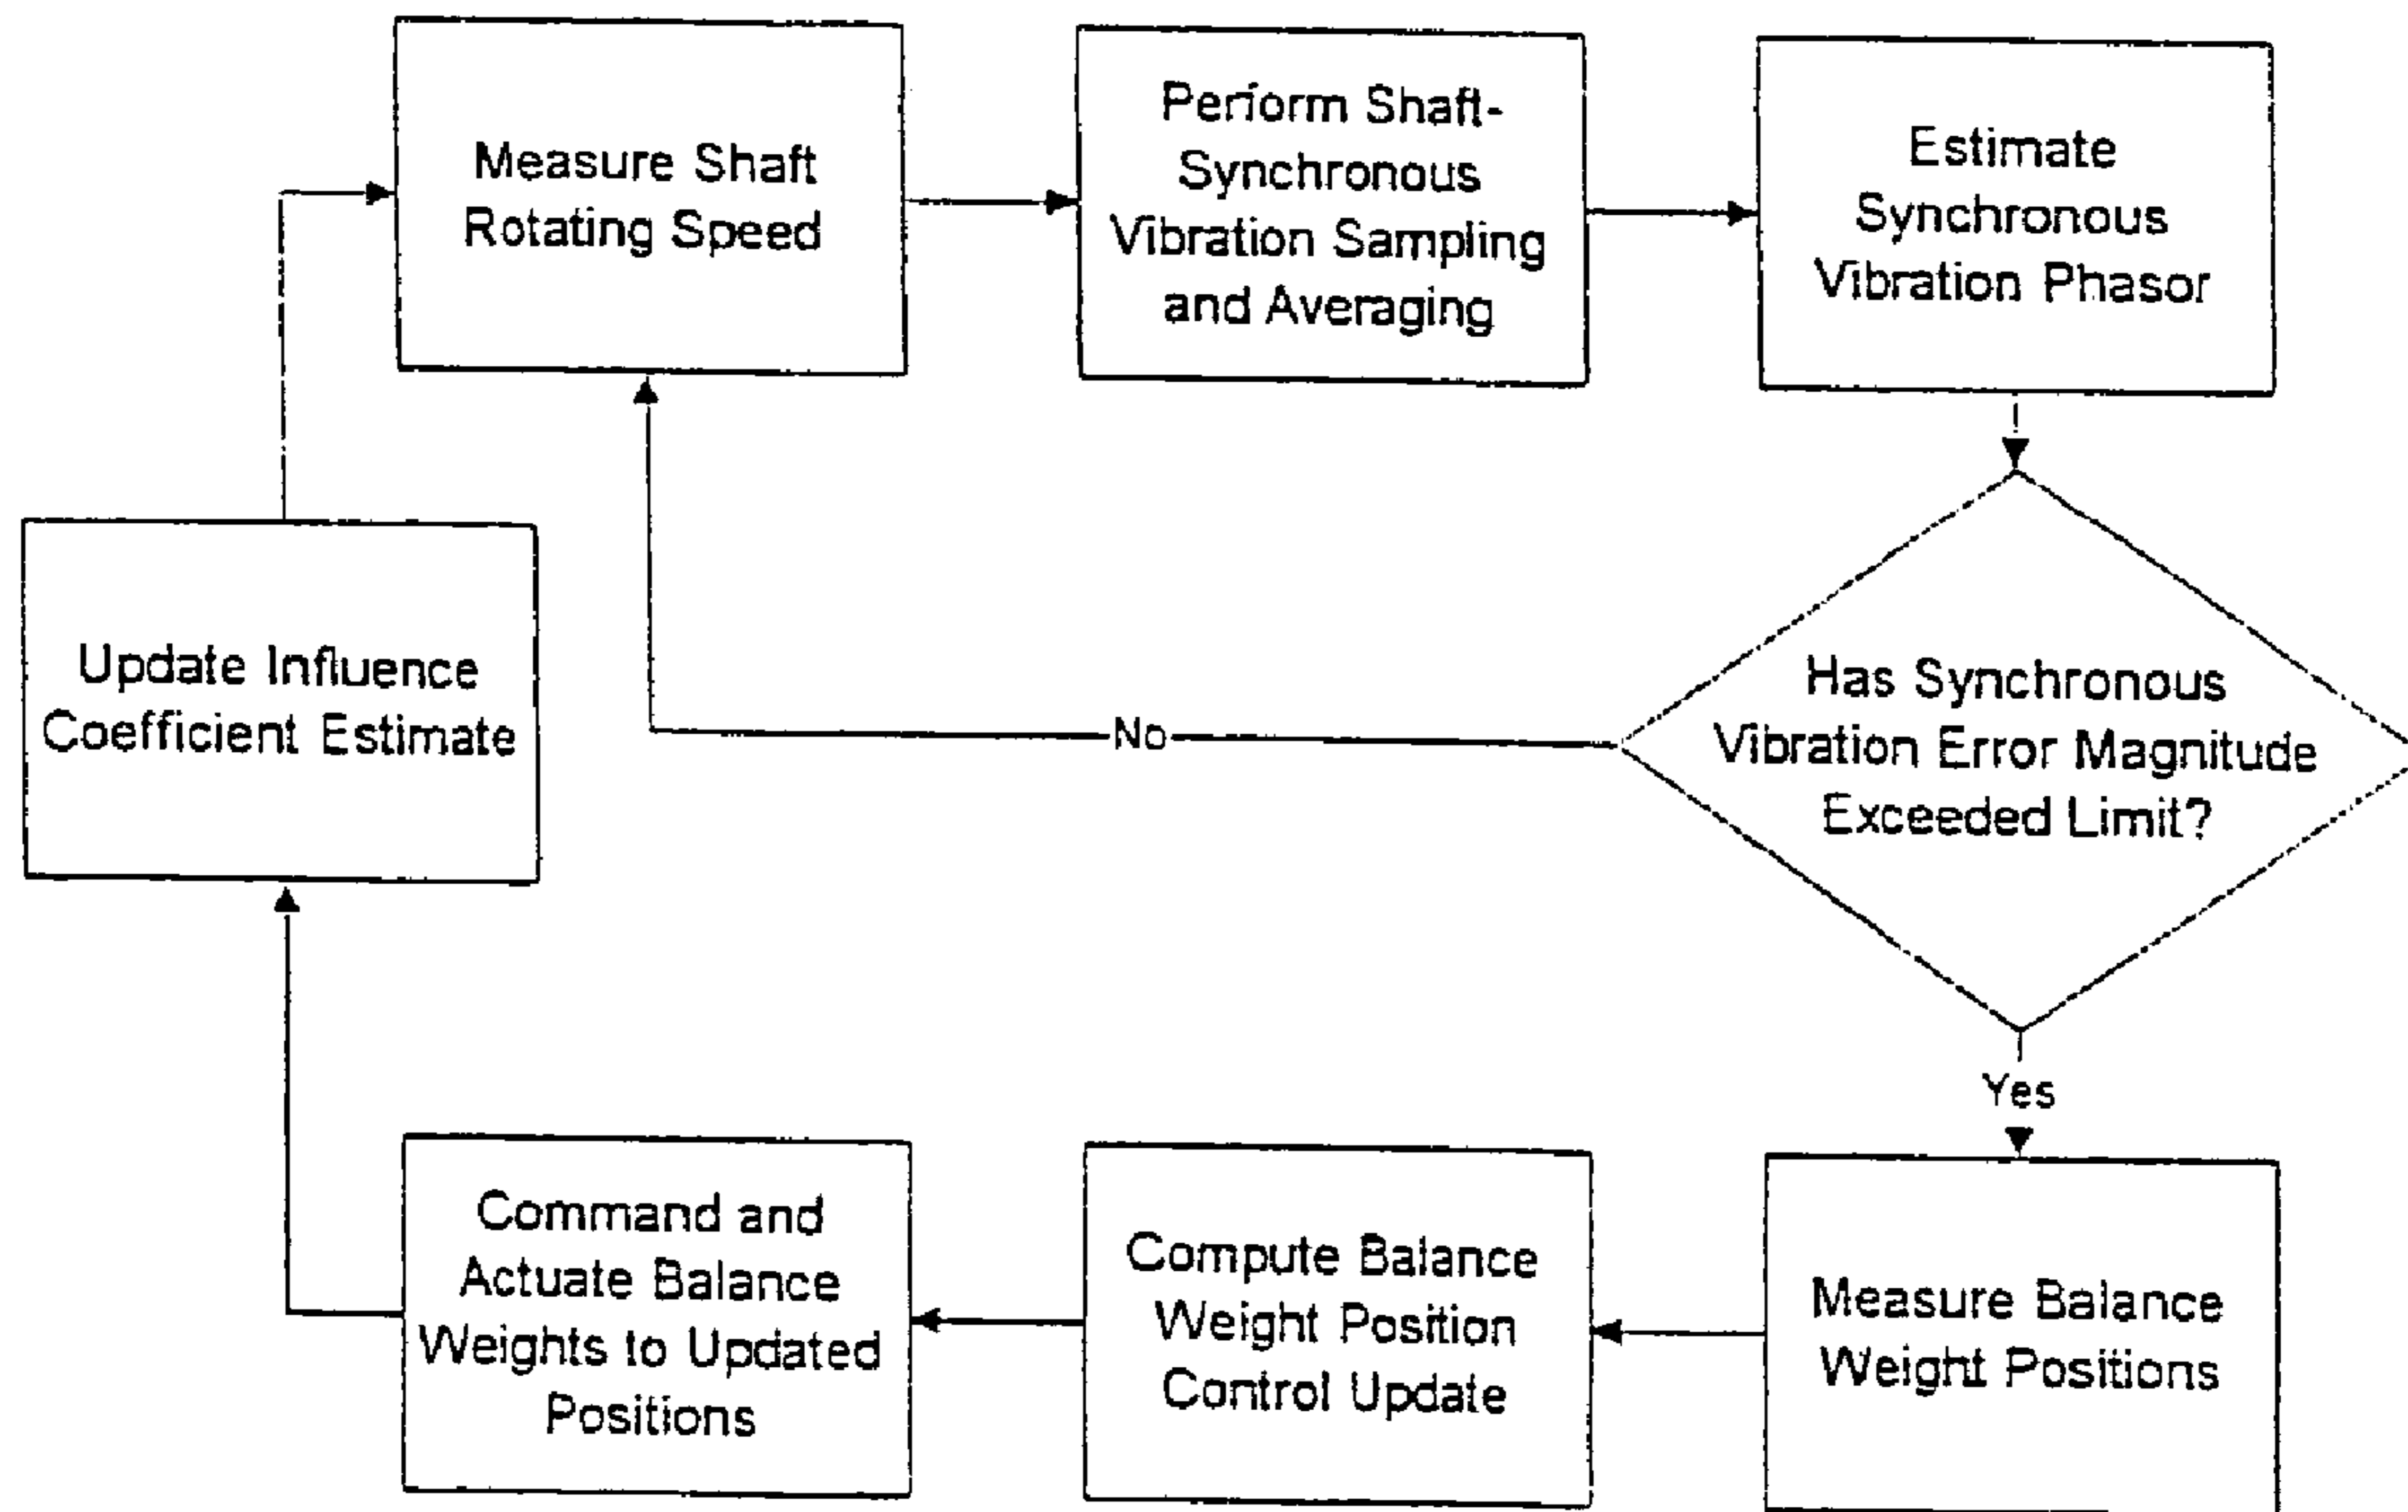 Measure Shaft
Rotating Speed
Perform Shaft-
Synchronous
Vibration Sampling
and Averaging
Estimate
Synchronous
Vibration Phasor
Has Synchronous
Vibration Error Magnitude
Exceeded Limit?
No
Yes
Measure Balance
Weight Positions
Compute Balance
Weight Position
Control Update
Command and
Actuate Balance
Weights to Updated
Positions
Update Influence
Coefficient Estimate